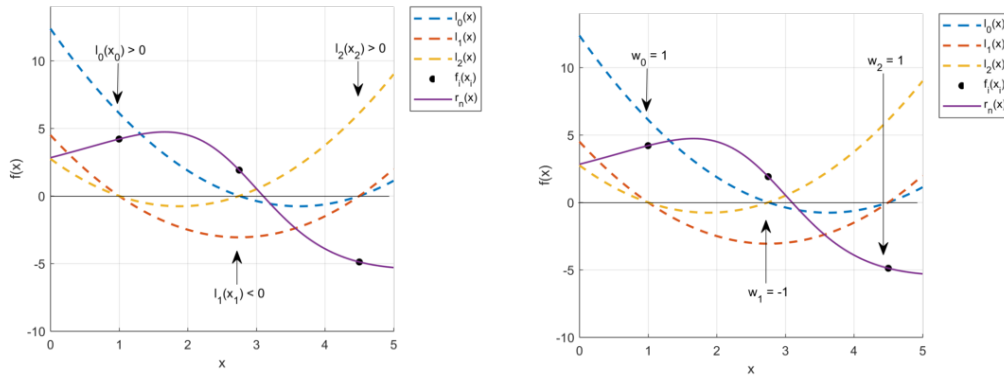 l₀(x)
l₁(x)
l₂(x)
fᵢ(xᵢ)
rₙ(x)
l₀(x₀) > 0
l₂(x₂) > 0
l₁(x₁) < 0
10
5
0
-5
-10
f(x)
0
1
2
3
4
5
x
l₀(x)
l₁(x)
l₂(x)
fᵢ(xᵢ)
rₙ(x)
w₀ = 1
w₂ = 1
w₁ = -1
10
5
0
-5
-10
f(x)
0
1
2
3
4
5
x